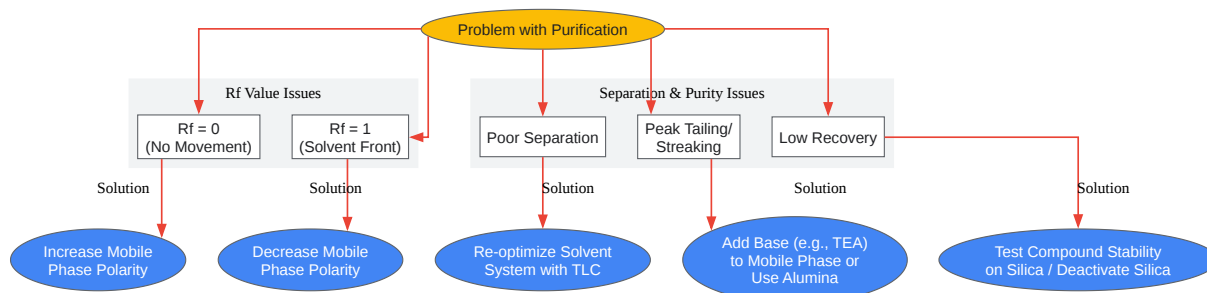 Problem with Purification
Rf Value Issues
Separation & Purity Issues
Rf = 0
(No Movement)
Rf = 1
(Solvent Front)
Poor Separation
Peak Tailing/
Streaking
Low Recovery
Solution
Solution
Solution
Solution
Solution
Increase Mobile
Phase Polarity
Decrease Mobile
Phase Polarity
Re-optimize Solvent
System with TLC
Add Base (e.g., TEA)
to Mobile Phase or
Use Alumina
Test Compound Stability
on Silica / Deactivate Silica